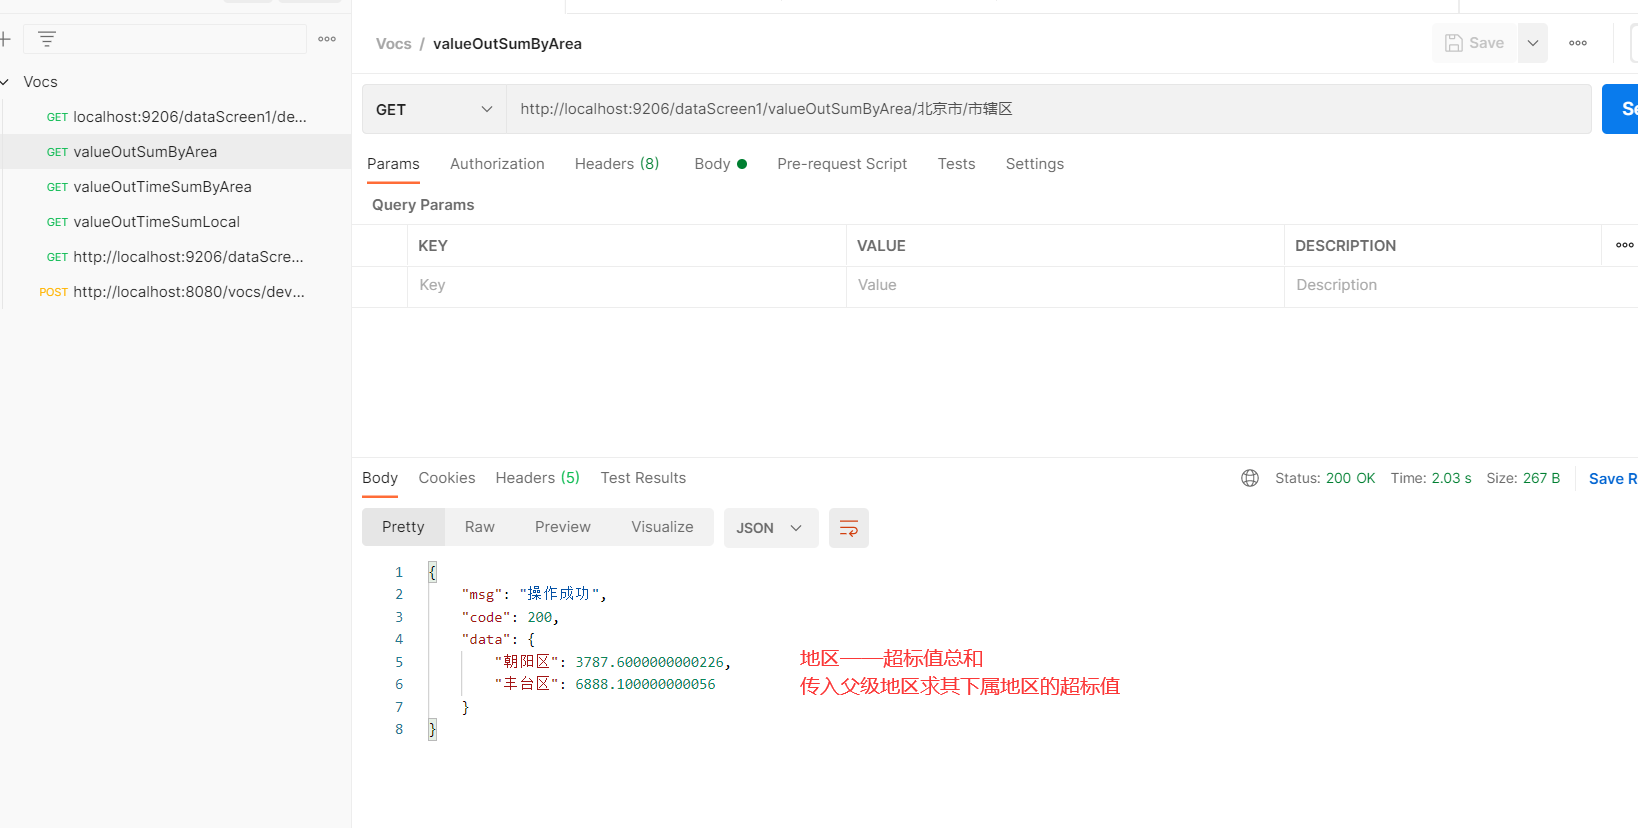 Vocs
GET localhost:9206/dataScreen1/de...
GET valueOutSumByArea
GET valueOutTimeSumByArea
GET valueOutTimeSumLocal
GET http://localhost:9206/dataScre...
POST http://localhost:8080/vocs/dev...
Vocs / valueOutSumByArea
Save
GET http://localhost:9206/dataScreen1/valueOutSumByArea/北京市/市辖区
Se
Params Authorization Headers (8) Body Pre-request Script Tests Settings
Query Params
KEY VALUE DESCRIPTION
Key Value Description
Body Cookies Headers (5) Test Results
Status: 200 OK Time: 2.03 s Size: 267 B Save R
Pretty Raw Preview Visualize JSON
1 {
2 "msg": "操作成功",
3 "code": 200,
4 "data": {
5 "朝阳区": 3787.6000000000226,
6 "丰台区": 6888.100000000056
7 }
8 }
地区——超标值总和
传入父级地区求其下属地区的超标值